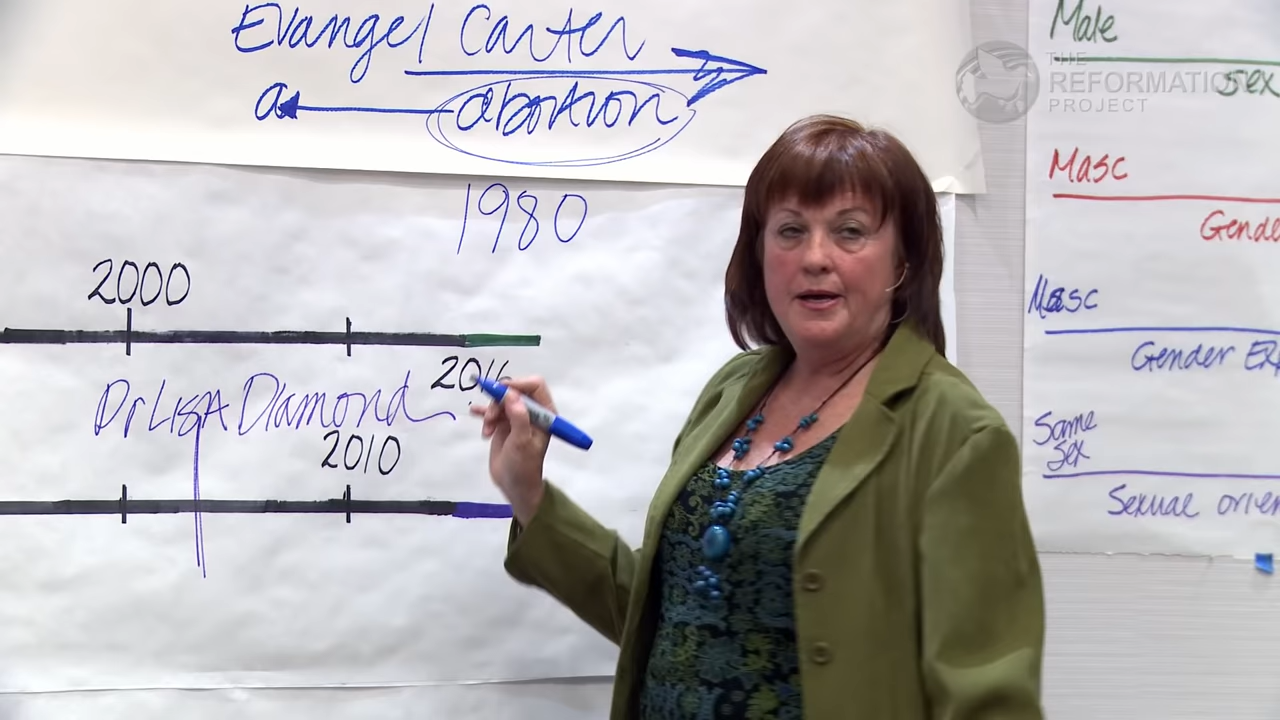 Evangel Carter
a abortion
1980
2000
Dr LISA Diamond
2016
2010
Male
sex
Masc
Gende
Masc
Gender Ex
Same
sex
Sexual orien
THE
REFORMATION
PROJECT